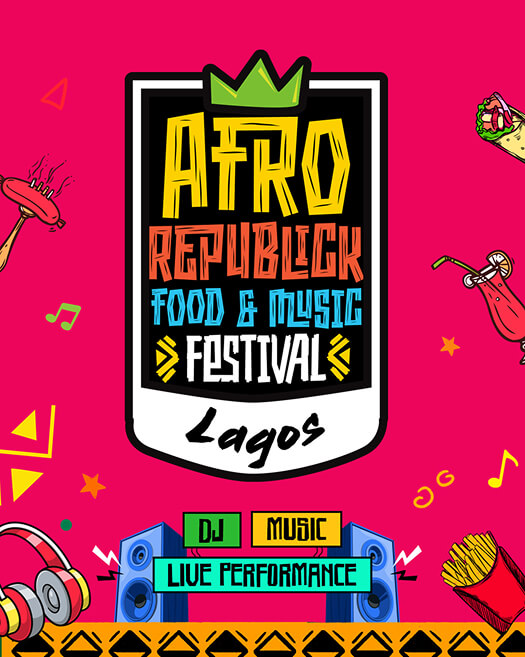 AFRO
REPUBLICK
FOOD & MUSIC
FESTIVAL
Lagos
DJ
MUSIC
LIVE PERFORMANCE